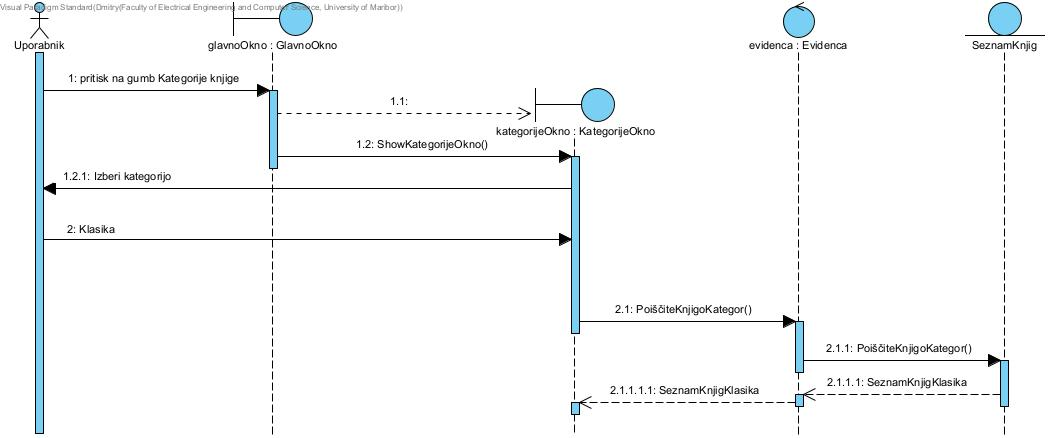 Visual Paradigm Standard(Dmitry(Faculty of Electrical Engineering and Computer Science, University of Maribor))
Uporabnik
glavnoOkno : GlavnoOkno
evidenca : Evidenca
SeznamKnjig
1: pritisk na gumb Kategorije knjige
1.1:
kategorijeOkno : KategorijeOkno
1.2: ShowKategorijeOkno()
1.2.1: Izberi kategorijo
2: Klasika
2.1: PoiščiteKnjigoKategor()
2.1.1: PoiščiteKnjigoKategor()
2.1.1.1: SeznamKnjigKlasika
2.1.1.1.1: SeznamKnjigKlasika